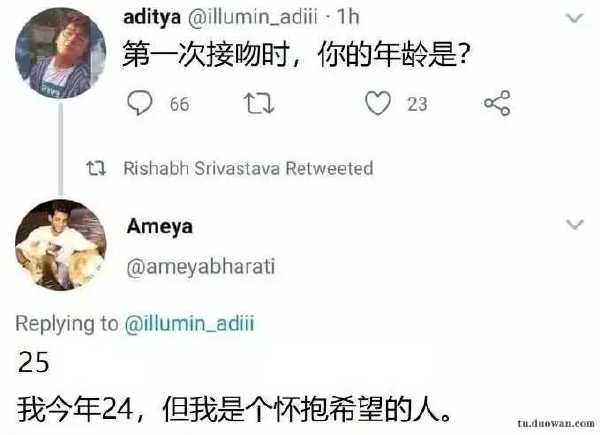 aditya @illumin_adiii · 1h
第一次接吻时，你的年龄是？
66 23
Rishabh Srivastava Retweeted
Ameya
@ameyabharati
Replying to @illumin_adiii
25
我今年24，但我是个怀抱希望的人。
tu.duowan.com